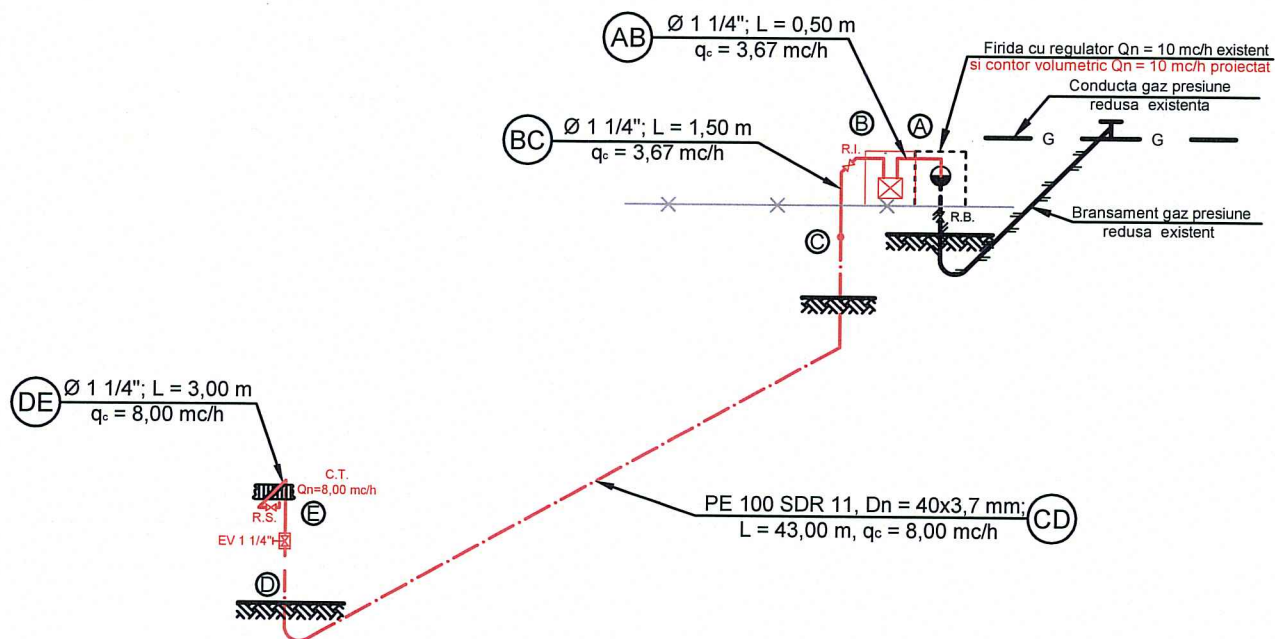 AB
Ø 1 1/4"; L = 0,50 m
qc = 3,67 mc/h
Firida cu regulator Qn = 10 mc/h existent
si contor volumetric Qn = 10 mc/h proiectat
Conducta gaz presiune
redusa existenta
G
G
BC
Ø 1 1/4"; L = 1,50 m
qc = 3,67 mc/h
B
A
R.I.
R.B.
Bransament gaz presiune
redusa existent
C
DE
Ø 1 1/4"; L = 3,00 m
qc = 8,00 mc/h
C.T.
Qn=8,00 mc/h
R.S.
E
EV 1 1/4"
D
PE 100 SDR 11, Dn = 40x3,7 mm;
L = 43,00 m, qc = 8,00 mc/h
CD